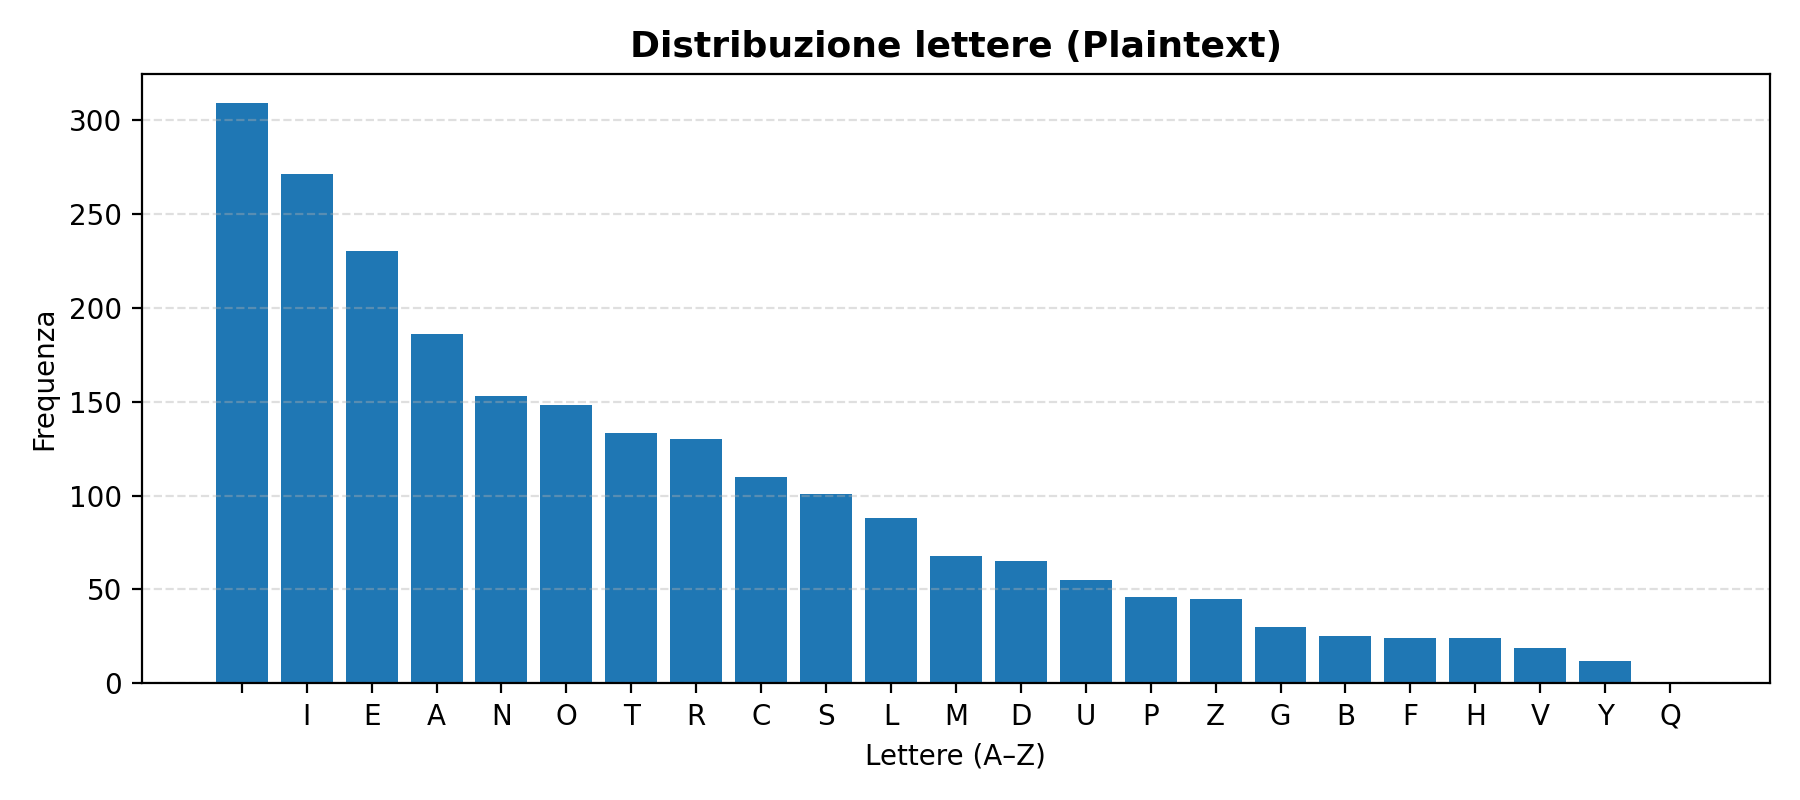 Distribuzione lettere (Plaintext)
Frequenza
300
250
200
150
100
50
0
I E A N O T R C S L M D U P Z G B F H V Y Q
Lettere (A–Z)